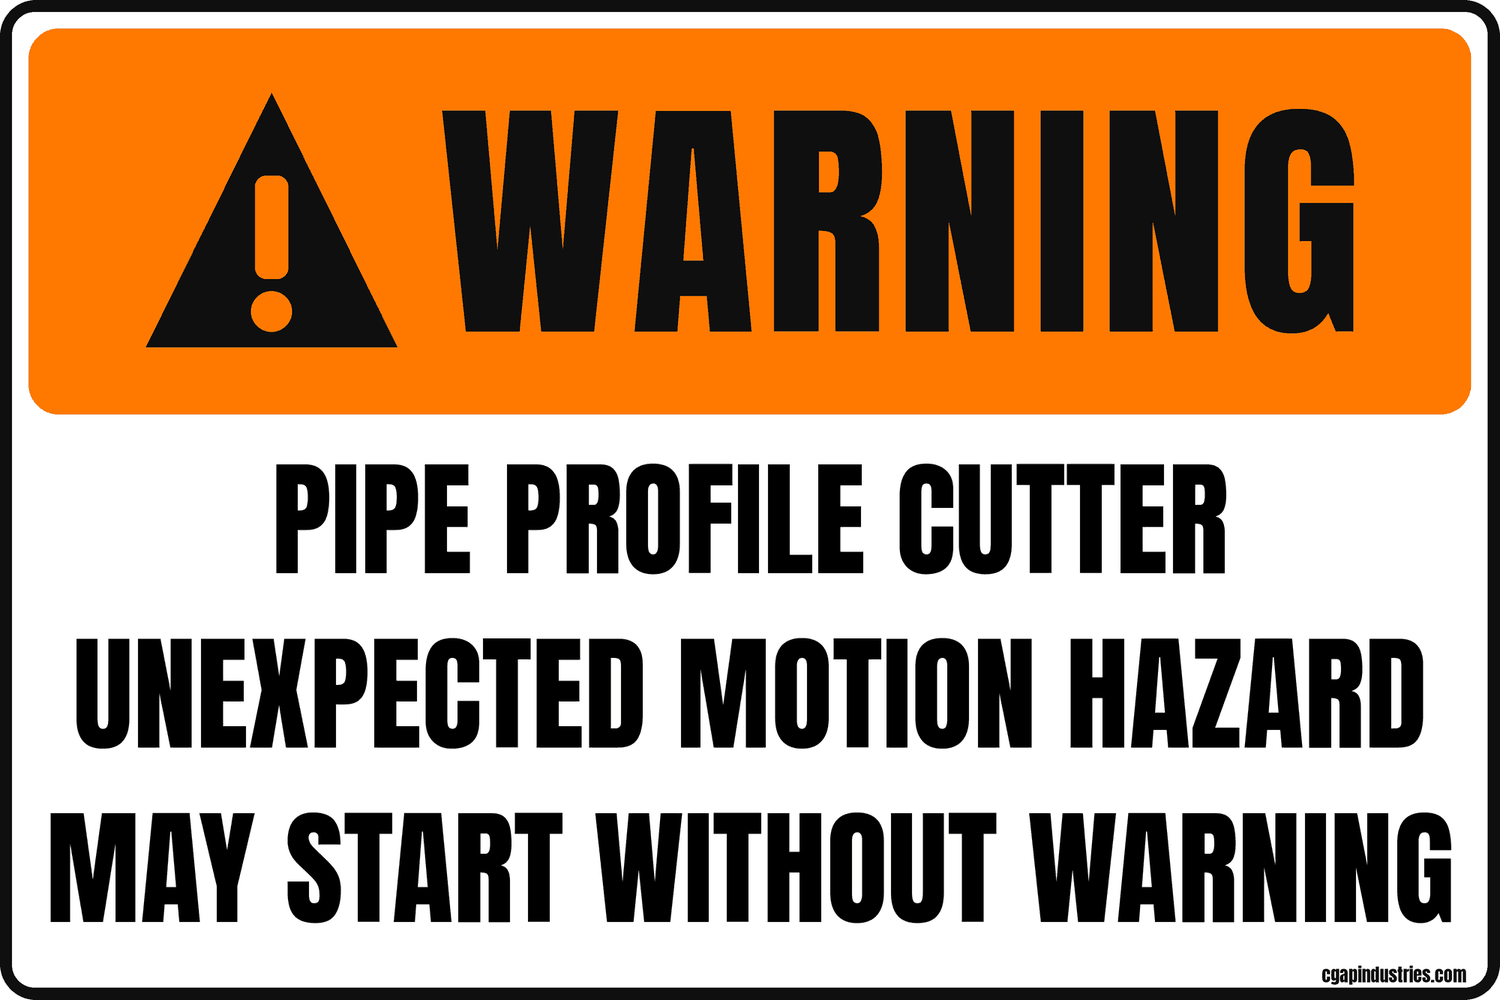 WARNING
PIPE PROFILE CUTTER
UNEXPECTED MOTION HAZARD
MAY START WITHOUT WARNING
cgapindustries.com